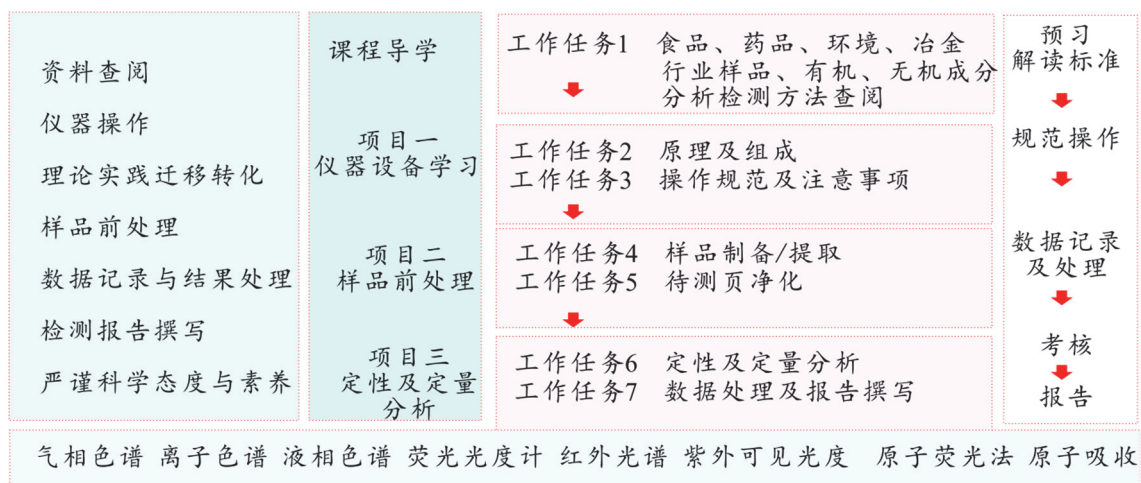 资料查阅
仪器操作
理论实践迁移转化
样品前处理
数据记录与结果处理
检测报告撰写
严谨科学态度与素养
课程导学
项目一
仪器设备学习
项目二
样品前处理
项目三
定性及定量
分析
工作任务1 食品、药品、环境、冶金
行业样品、有机、无机成分
分析检测方法查阅
工作任务2 原理及组成
工作任务3 操作规范及注意事项
工作任务4 样品制备/提取
工作任务5 待测页净化
工作任务6 定性及定量分析
工作任务7 数据处理及报告撰写
预习
解读标准
规范操作
数据记录
及处理
考核
报告
气相色谱 离子色谱 液相色谱 荧光光度计 红外光谱 紫外可见光度 原子荧光法 原子吸收